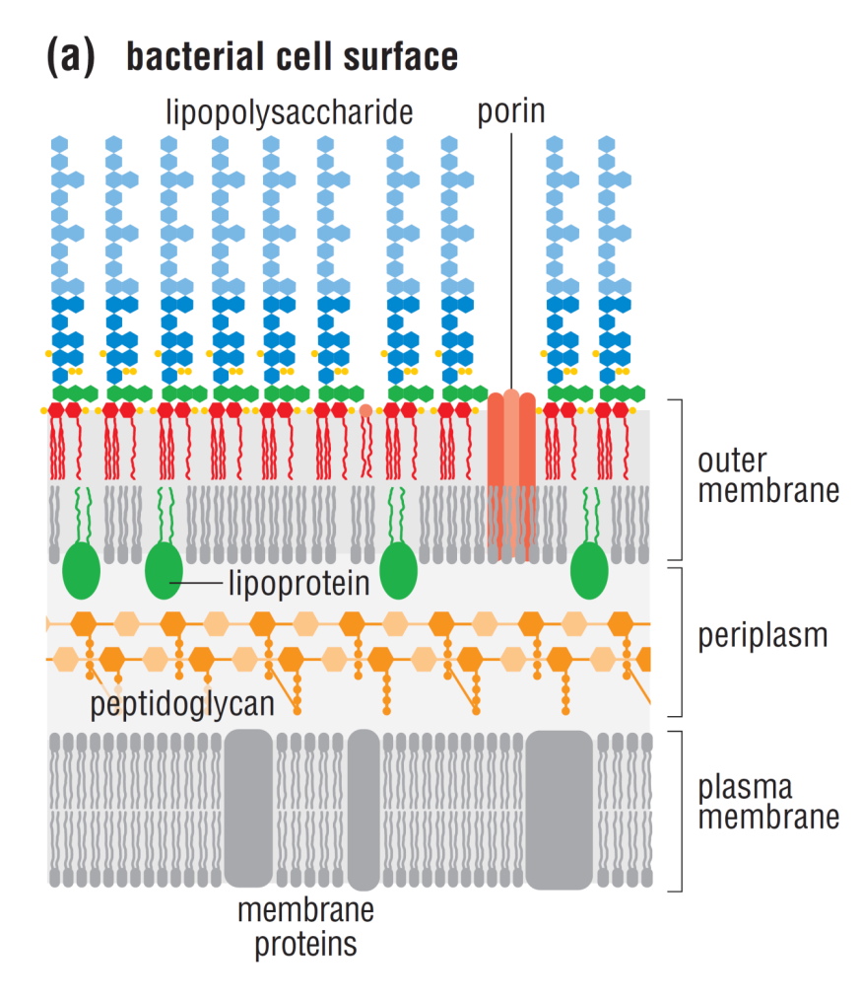 (a) bacterial cell surface
lipopolysaccharide
porin
outer
membrane
lipoprotein
periplasm
peptidoglycan
plasma
membrane
membrane
proteins